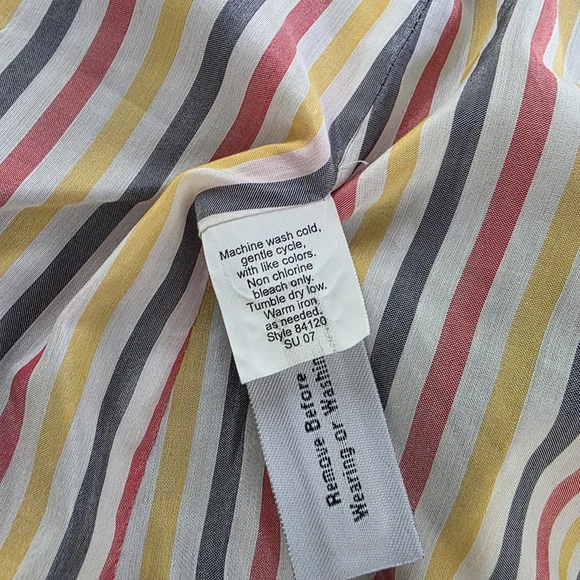 Machine wash cold,
gentle cycle,
with like colors.
Non chlorine
bleach only.
Tumble dry low.
Warm iron
as needed.
Style 84120
SU 07
Remove Before
Wearing or Washing